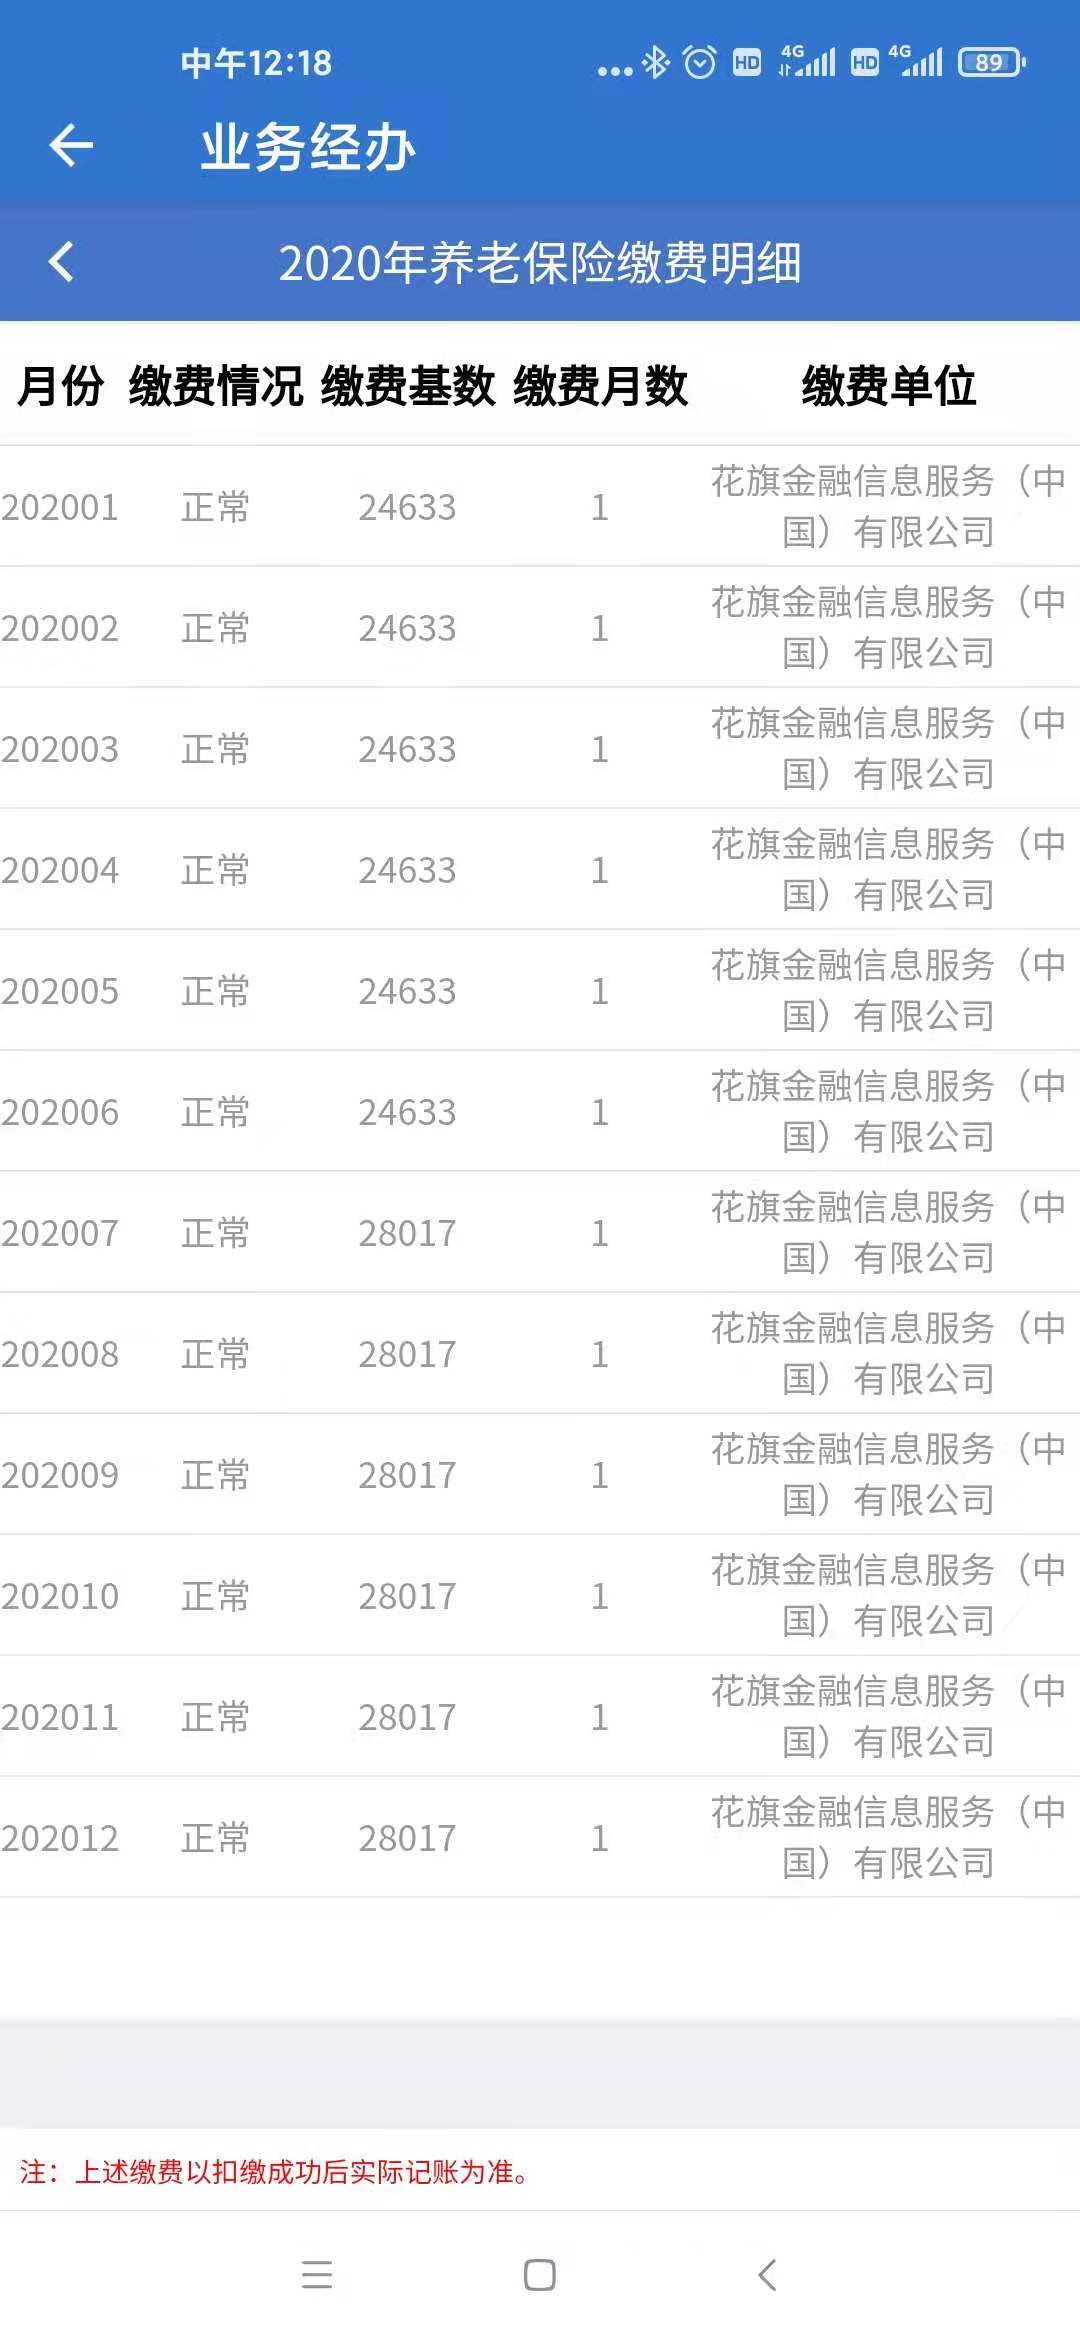 中午12:18 ... HD 4G HD 4G 89
业务经办
2020年养老保险缴费明细
月份 缴费情况 缴费基数 缴费月数 缴费单位
202001 正常 24633 1 花旗金融信息服务（中
国）有限公司
202002 正常 24633 1 花旗金融信息服务（中
国）有限公司
202003 正常 24633 1 花旗金融信息服务（中
国）有限公司
202004 正常 24633 1 花旗金融信息服务（中
国）有限公司
202005 正常 24633 1 花旗金融信息服务（中
国）有限公司
202006 正常 24633 1 花旗金融信息服务（中
国）有限公司
202007 正常 28017 1 花旗金融信息服务（中
国）有限公司
202008 正常 28017 1 花旗金融信息服务（中
国）有限公司
202009 正常 28017 1 花旗金融信息服务（中
国）有限公司
202010 正常 28017 1 花旗金融信息服务（中
国）有限公司
202011 正常 28017 1 花旗金融信息服务（中
国）有限公司
202012 正常 28017 1 花旗金融信息服务（中
国）有限公司
注：上述缴费以扣缴成功后实际记账为准。